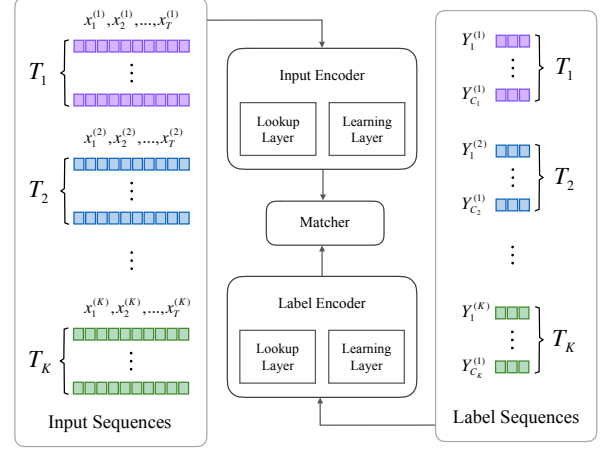 x_1^{(1)}, x_2^{(1)}, ..., x_T^{(1)}
T_1
x_1^{(2)}, x_2^{(2)}, ..., x_T^{(2)}
T_2
x_1^{(K)}, x_2^{(K)}, ..., x_T^{(K)}
T_K
Input Sequences
Input Encoder
Lookup
Layer
Learning
Layer
Matcher
Label Encoder
Lookup
Layer
Learning
Layer
Y_1^{(1)}
Y_{C_1}^{(1)}
T_1
Y_1^{(2)}
Y_{C_2}^{(1)}
T_2
Y_1^{(K)}
Y_{C_K}^{(1)}
T_K
Label Sequences